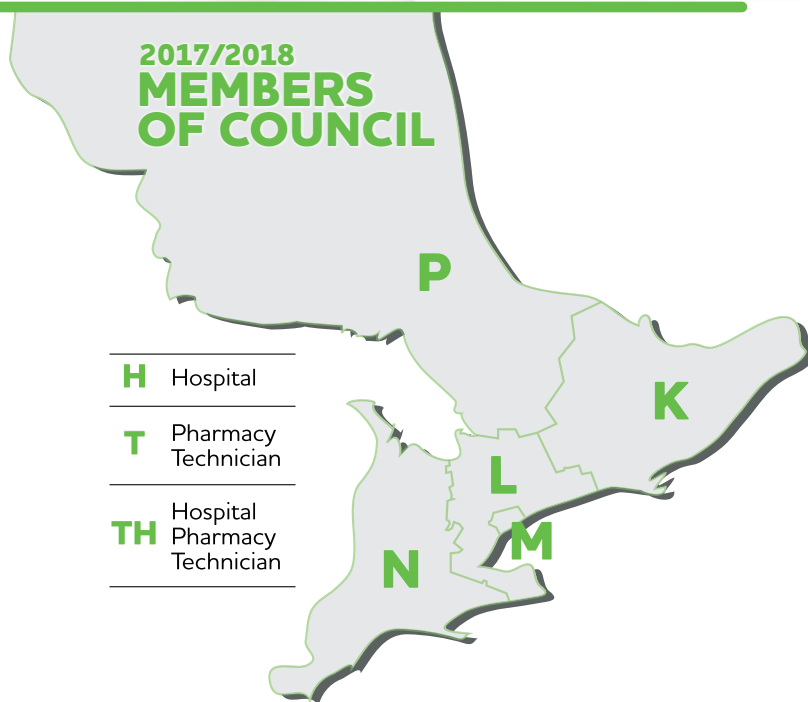 2017/2018
MEMBERS
OF COUNCIL
P
K
L
M
N
H Hospital
T Pharmacy
Technician
TH Hospital
Pharmacy
Technician